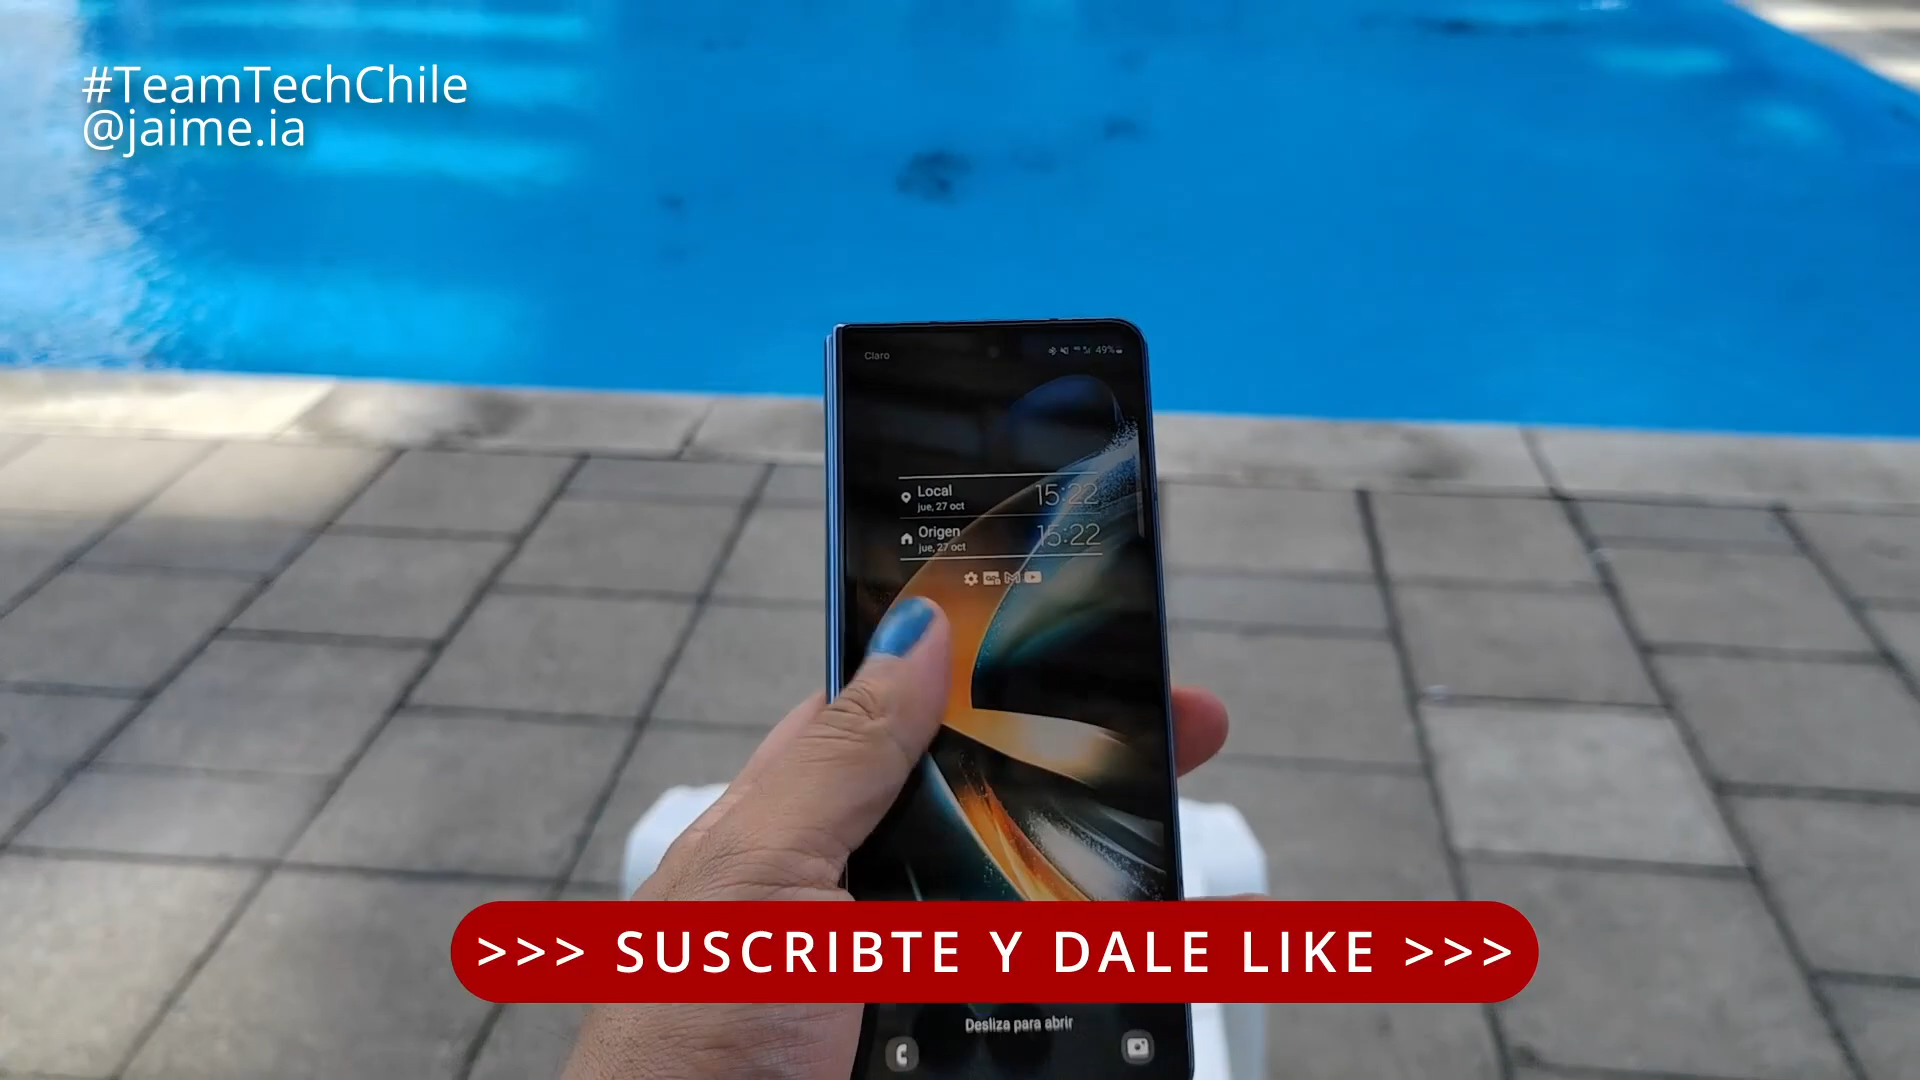 #TeamTechChile
@jaime.ia
Claro
49%
Local
15:22
jue, 27 oct
Origen
15:22
jue, 27 oct
>>> SUSCRIBTE Y DALE LIKE >>>
Desliza para abrir